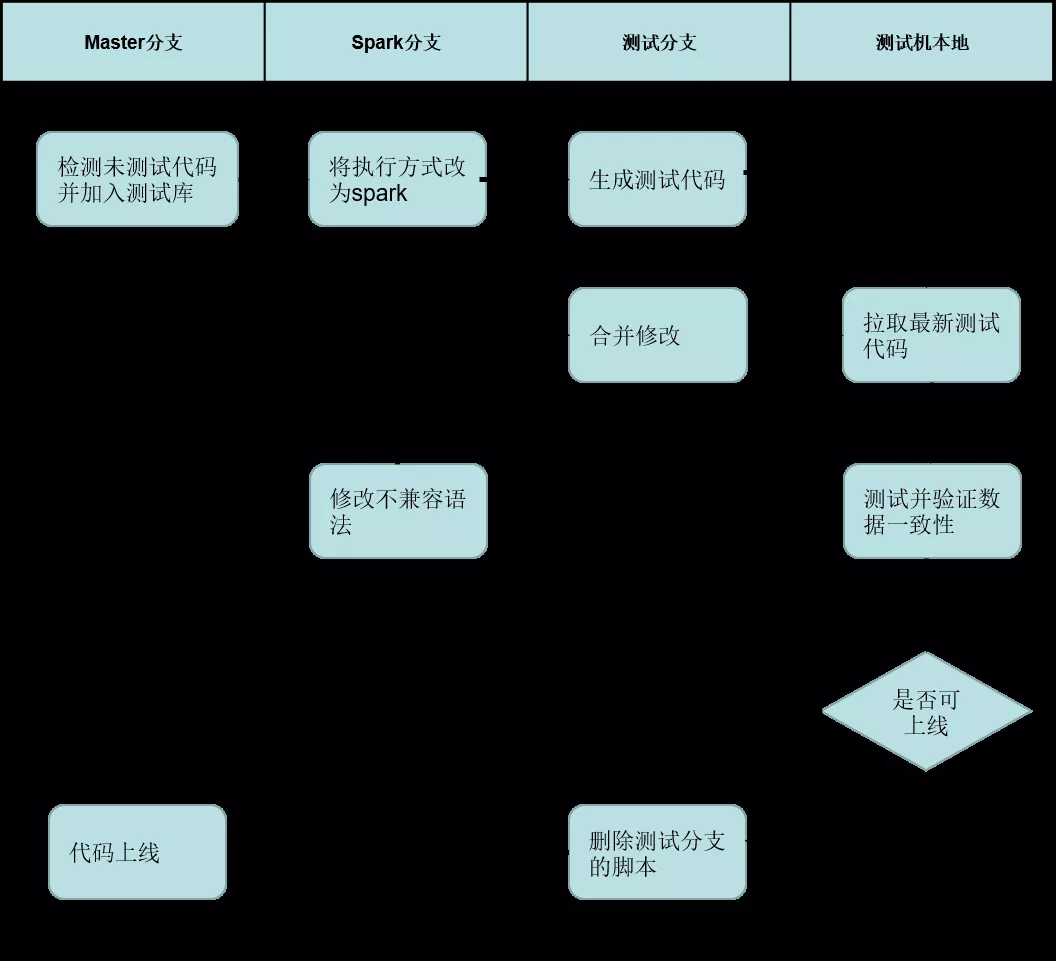 Master分支
Spark分支
测试分支
测试机本地
检测未测试代码
并加入测试库
将执行方式改
为spark
生成测试代码
合并修改
拉取最新测试
代码
修改不兼容语
法
测试并验证数
据一致性
是否可
上线
代码上线
删除测试分支
的脚本